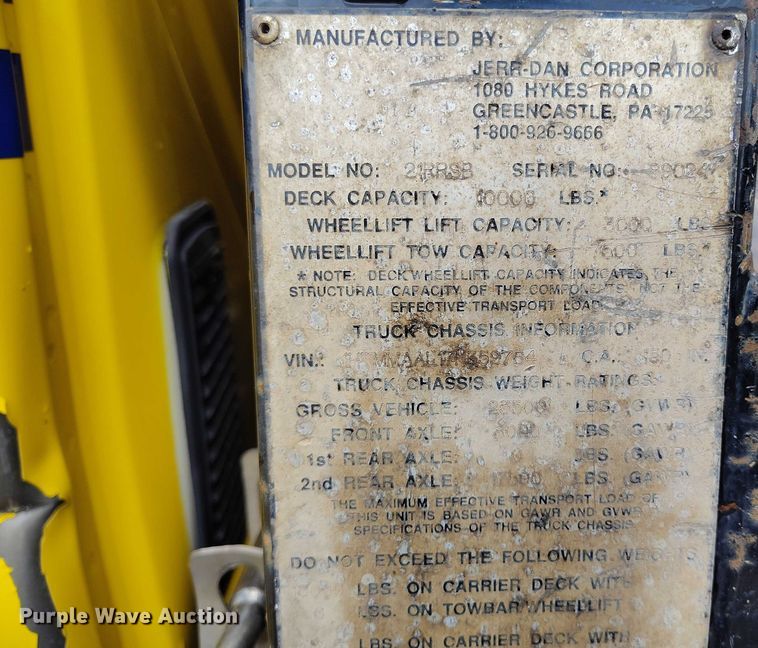 MANUFACTURED BY:
JERR-DAN CORPORATION
1080 HYKES ROAD
GREENCASTLE, PA 17225
1-800-926-9666
MODEL NO: 21RRSB SERIAL NO:
DECK CAPACITY: 10000 LBS.*
WHEELLIFT LIFT CAPACITY: LBS
WHEELLIFT TOW CAPACITY: LBS.*
* NOTE: DECK/WHEELLIFT CAPACITY INDICATES THE
STRUCTURAL CAPACITY OF THE COMPONENTS, NOT THE
EFFECTIVE TRANSPORT LOAD
TRUCK CHASSIS INFORMATION
VIN.: C.A. IN.
TRUCK CHASSIS WEIGHT RATINGS:
GROSS VEHICLE: 25500 LBS. (GVWR)
FRONT AXLE: LBS. (GAWR
1st REAR AXLE: LBS. (GAWR)
2nd REAR AXLE: 17500 LBS. (GAWR)
THE MAXIMUM EFFECTIVE TRANSPORT LOAD OF
THIS UNIT IS BASED ON GAWR AND GVWR
SPECIFICATIONS OF THE TRUCK CHASSIS
DO NOT EXCEED THE FOLLOWING WEIGHTS
LBS. ON CARRIER DECK WITH
LBS. ON TOWBAR/WHEELLIFT
LBS. ON CARRIER DECK WITH
Purple Wave Auction